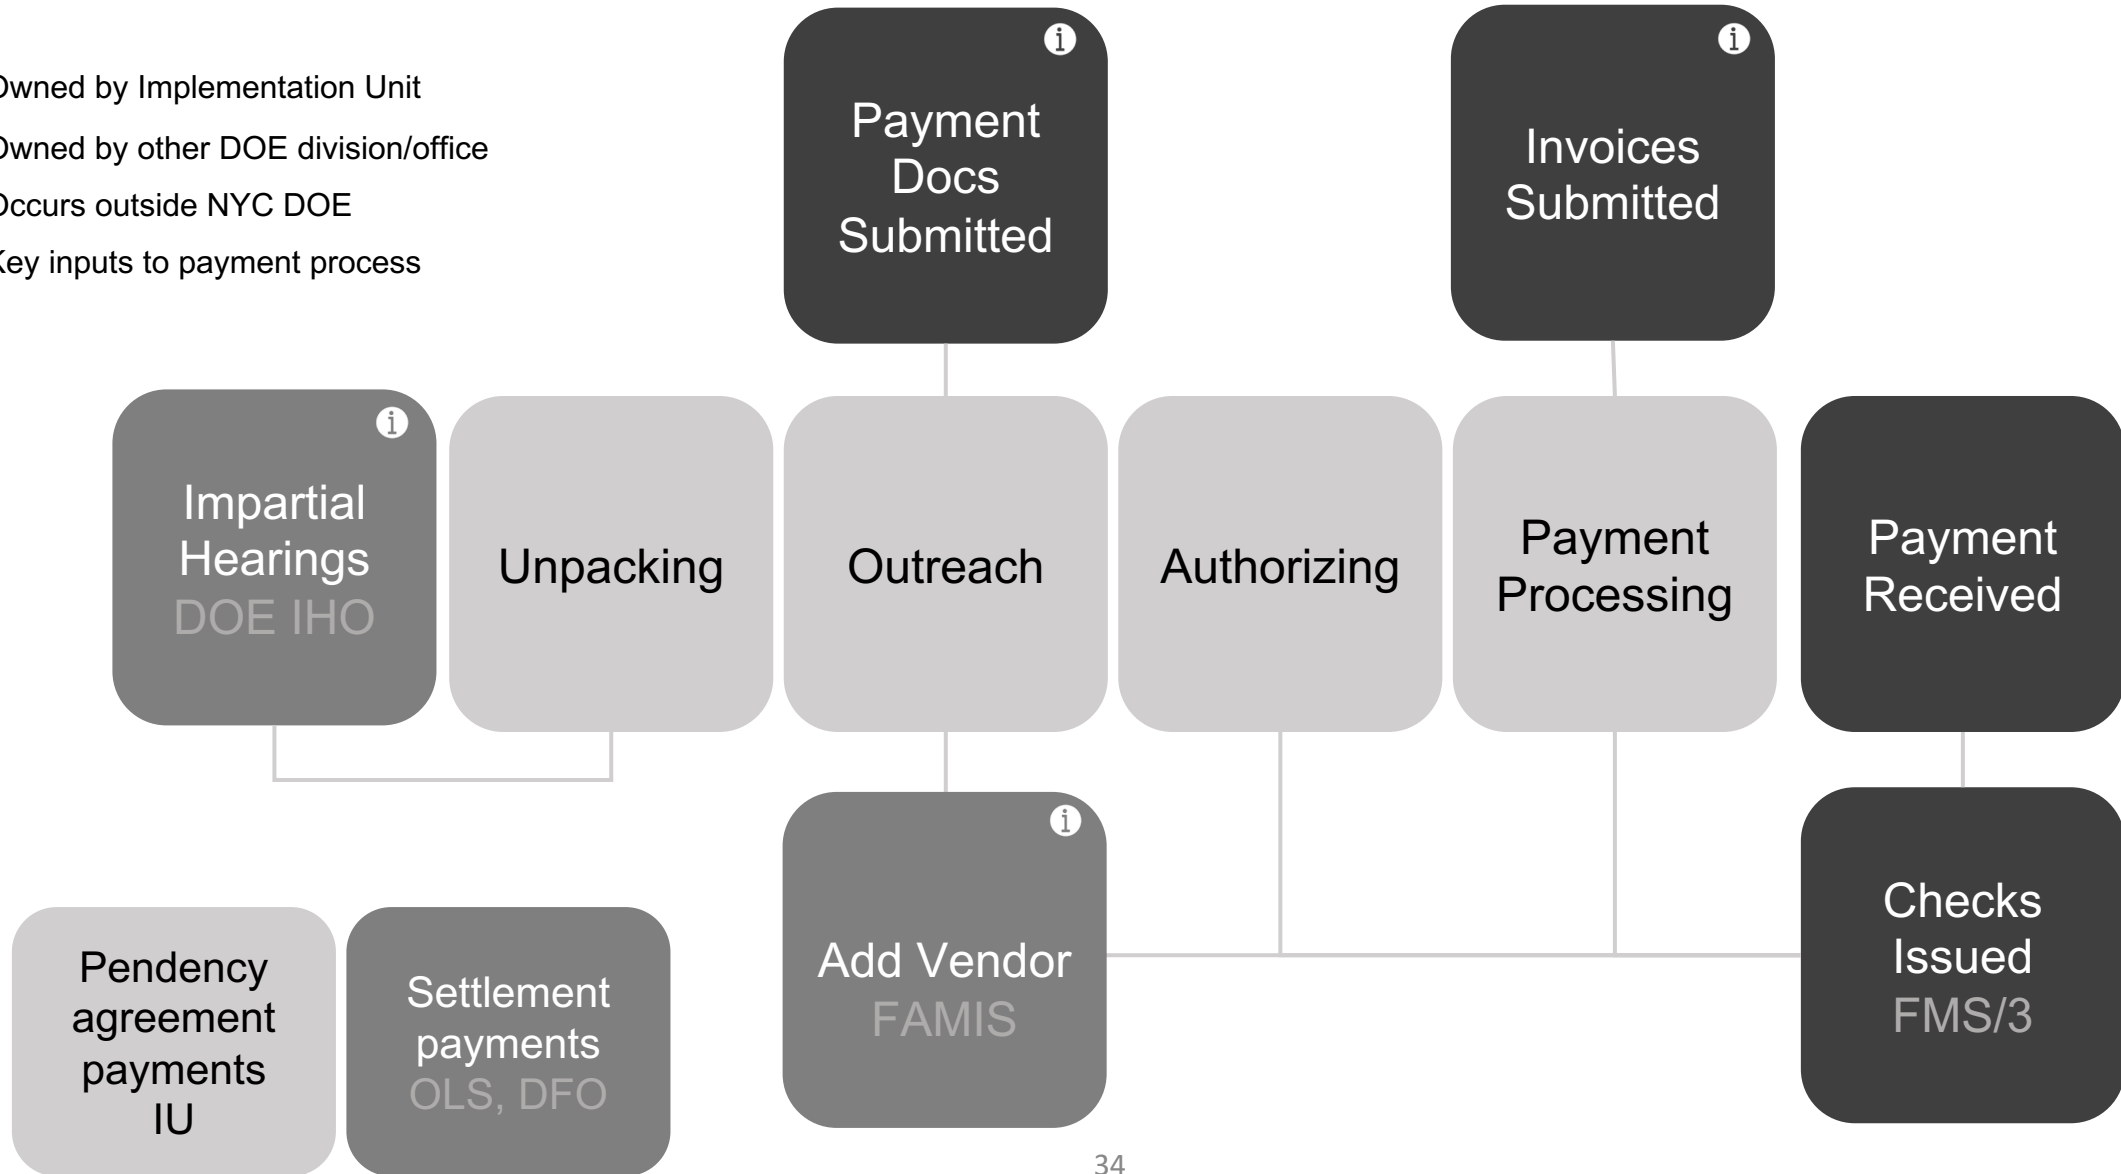 Owned by Implementation Unit
Owned by other DOE division/office
Occurs outside NYC DOE
Key inputs to payment process
Payment
Docs
Submitted
Invoices
Submitted
Impartial
Hearings
DOE IHO
Unpacking
Outreach
Authorizing
Payment
Processing
Payment
Received
Pendency
agreement
payments
IU
Settlement
payments
OLS, DFO
Add Vendor
FAMIS
Checks
Issued
FMS/3
34